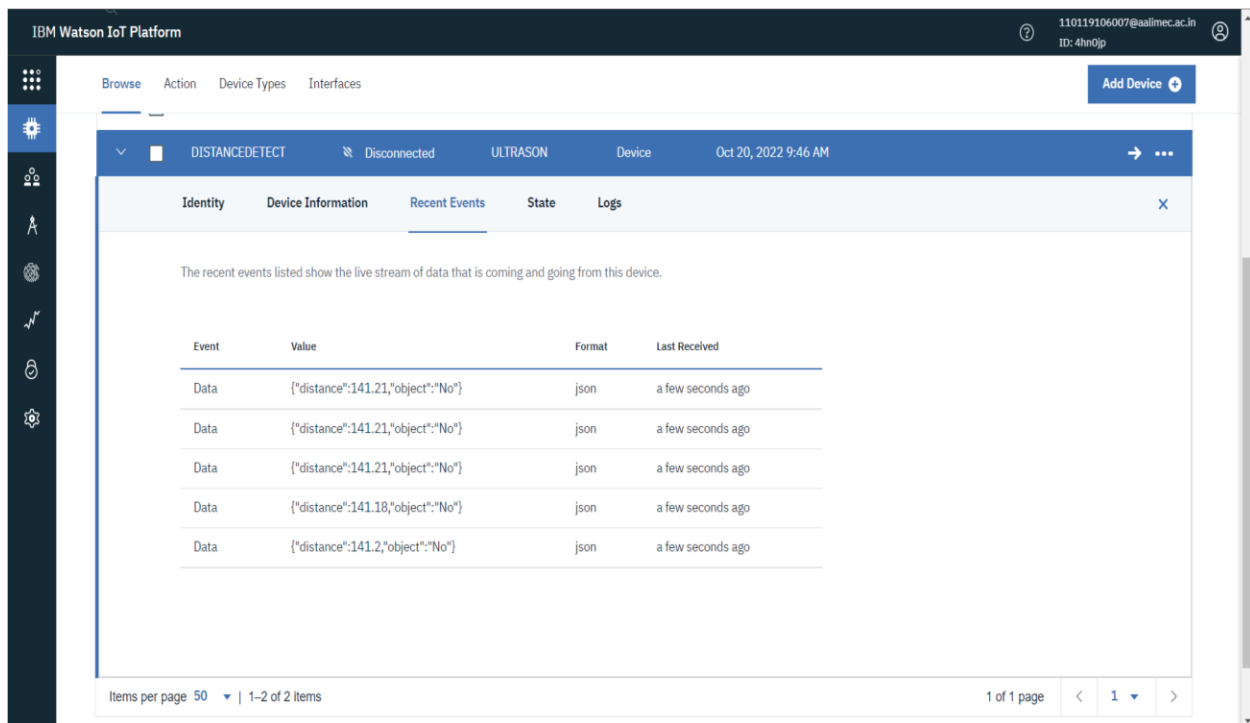 IBM Watson IoT Platform
110119106007@aalimec.ac.in
ID: 4hn0jp
Browse Action Device Types Interfaces
Add Device
DISTANCEDETECT Disconnected ULTRASON Device Oct 20, 2022 9:46 AM
Identity Device Information Recent Events State Logs
The recent events listed show the live stream of data that is coming and going from this device.
Event Value Format Last Received
Data {"distance":141.21,"object":"No"} json a few seconds ago
Data {"distance":141.21,"object":"No"} json a few seconds ago
Data {"distance":141.21,"object":"No"} json a few seconds ago
Data {"distance":141.18,"object":"No"} json a few seconds ago
Data {"distance":141.2,"object":"No"} json a few seconds ago
Items per page 50 | 1–2 of 2 items 1 of 1 page 1